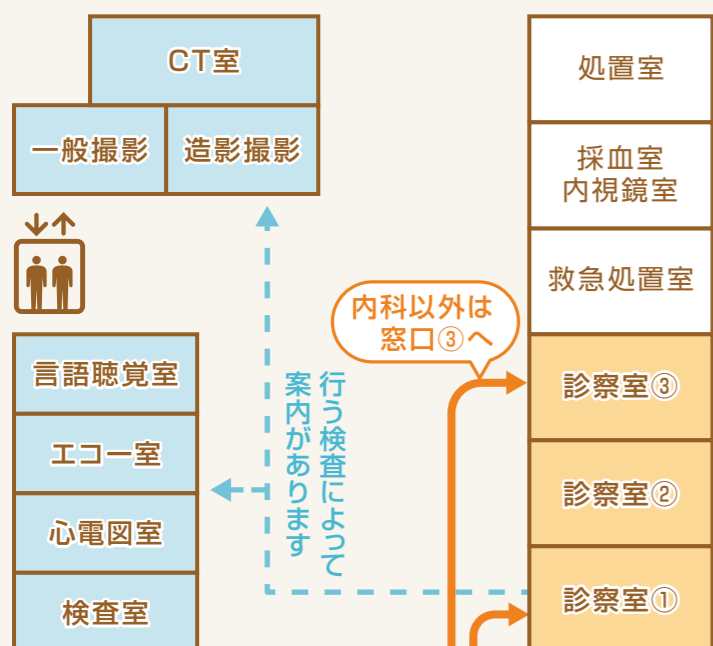 CT室
一般撮影
造影撮影
言語聴覚室
エコー室
心電図室
検査室
行う検査によって
案内があります
内科以外は
窓口③へ
処置室
採血室
内視鏡室
救急処置室
診察室③
診察室②
診察室①